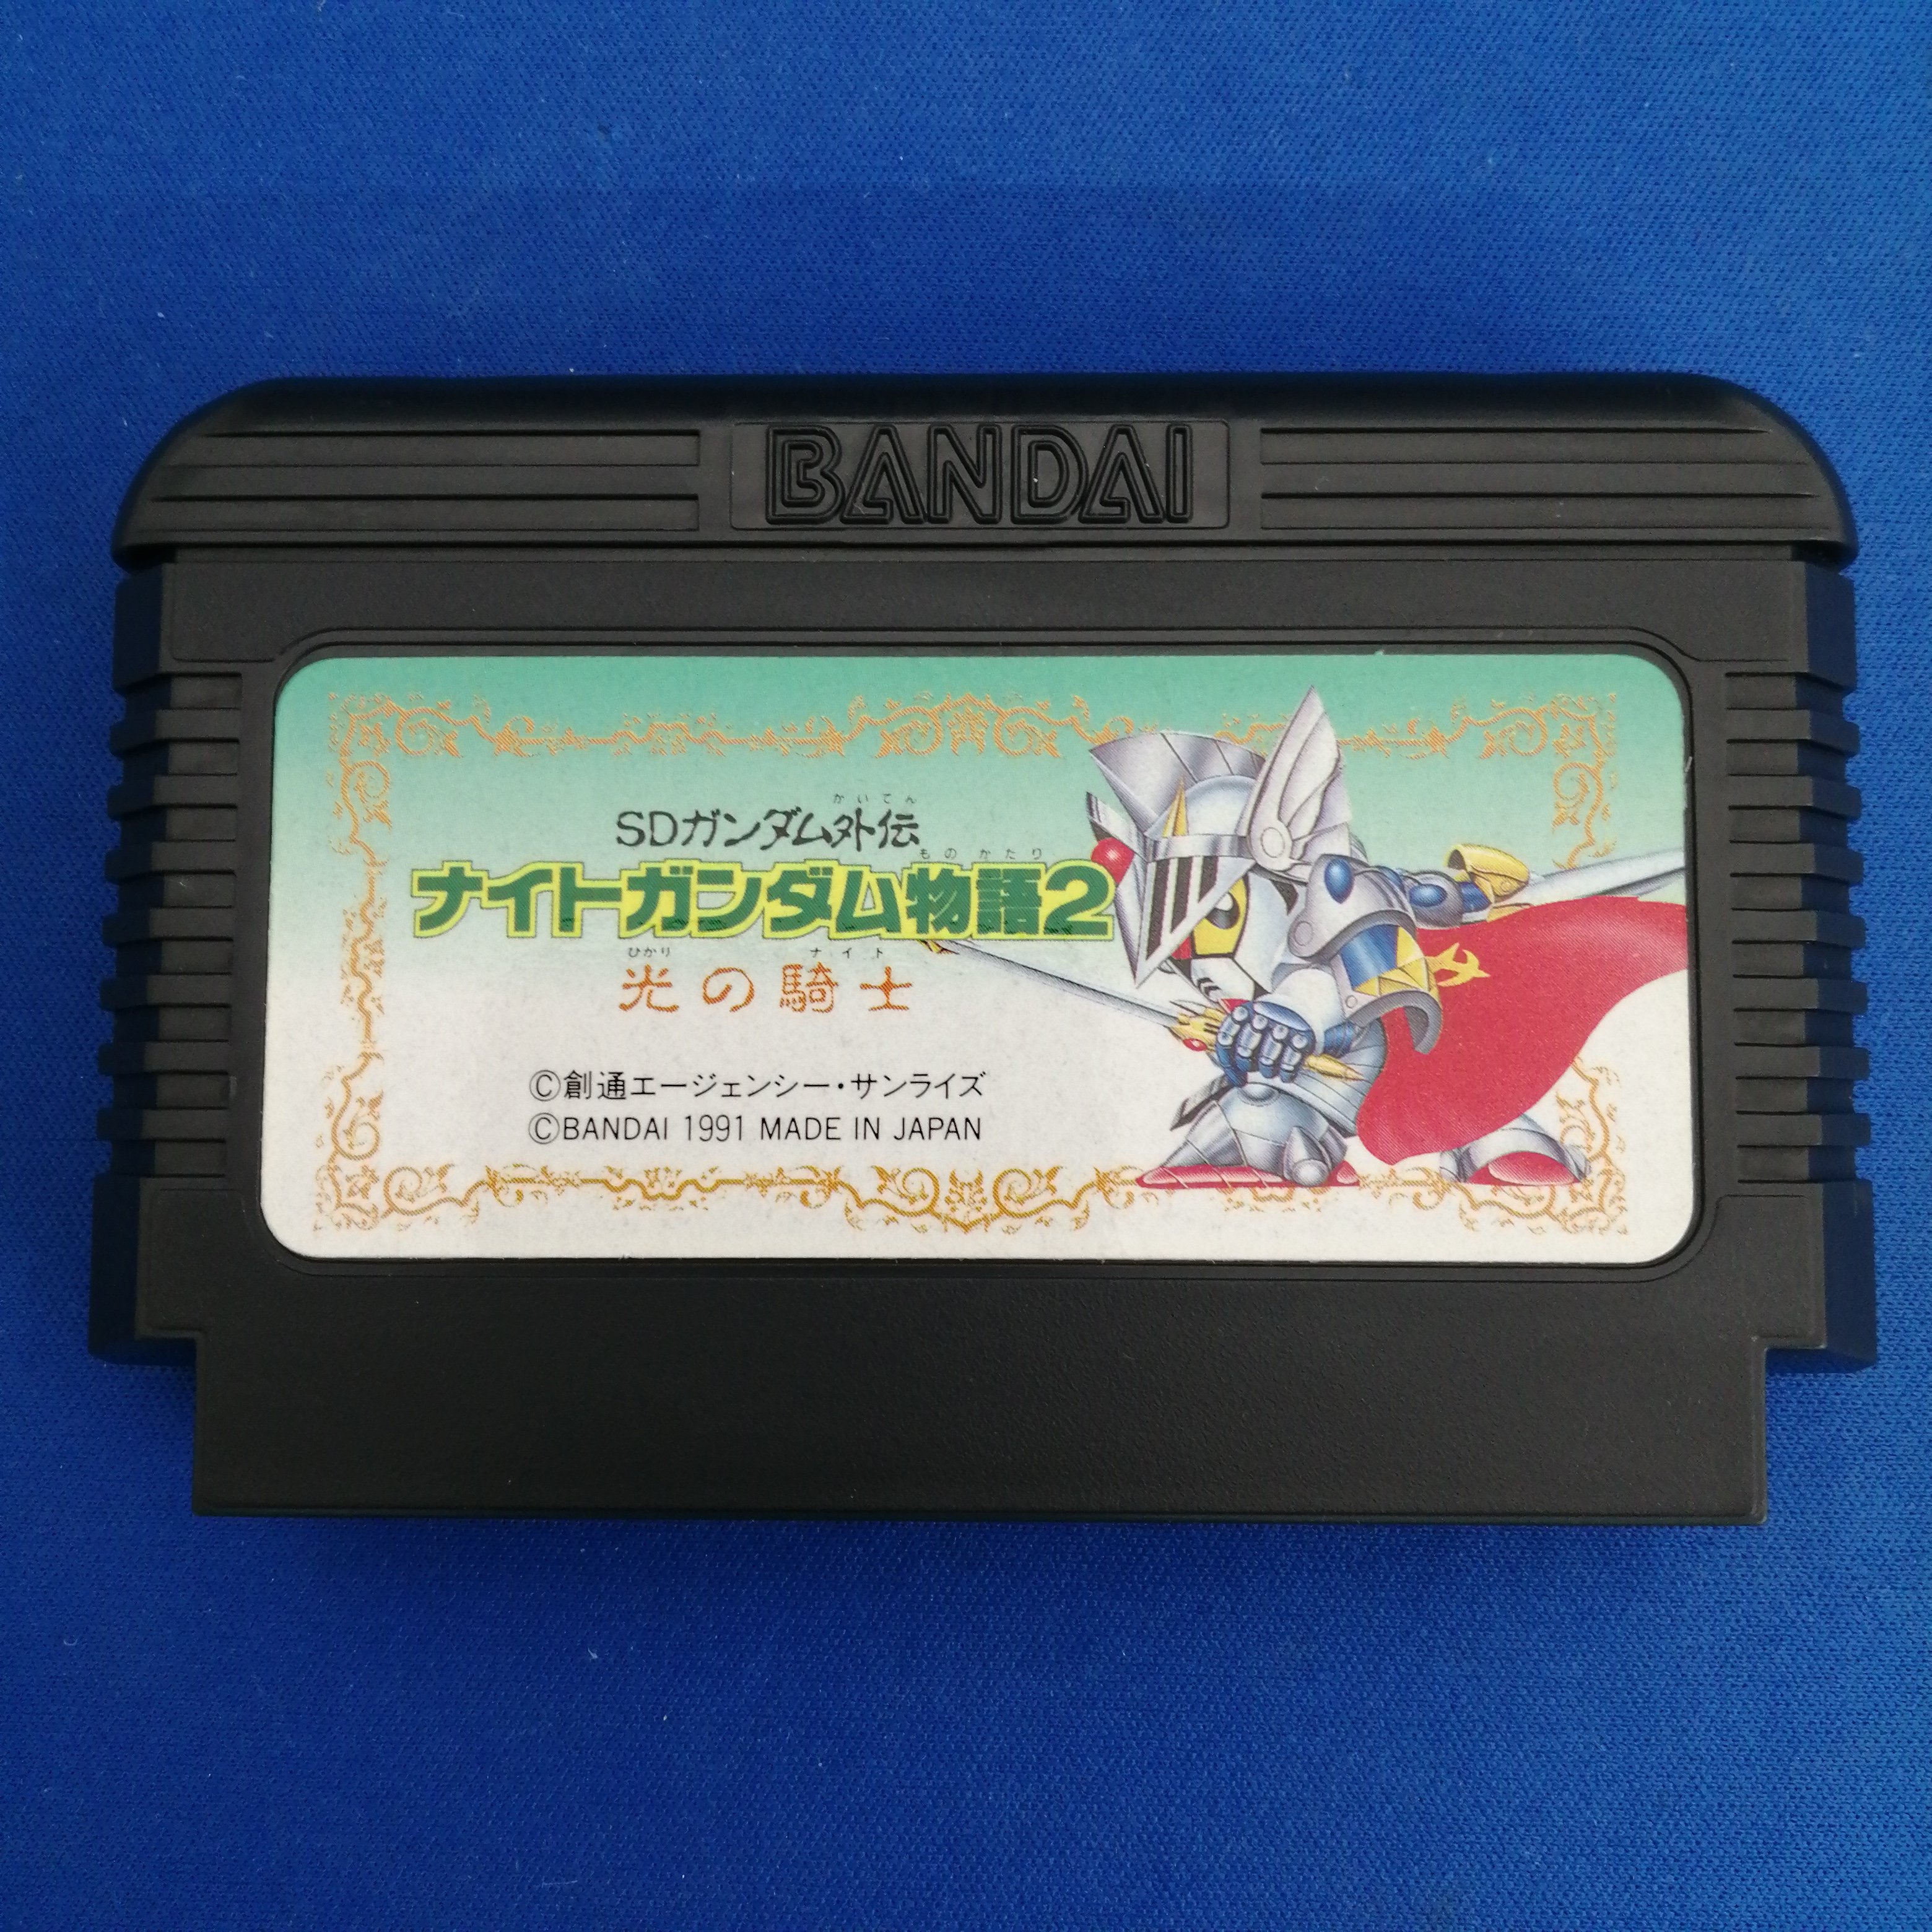 BANDAI
かいてん
SDガンダム外伝
ものがたり
ナイトガンダム物語2
ひかり ナイト
光の騎士
©創通エージェンシー・サンライズ
©BANDAI 1991 MADE IN JAPAN